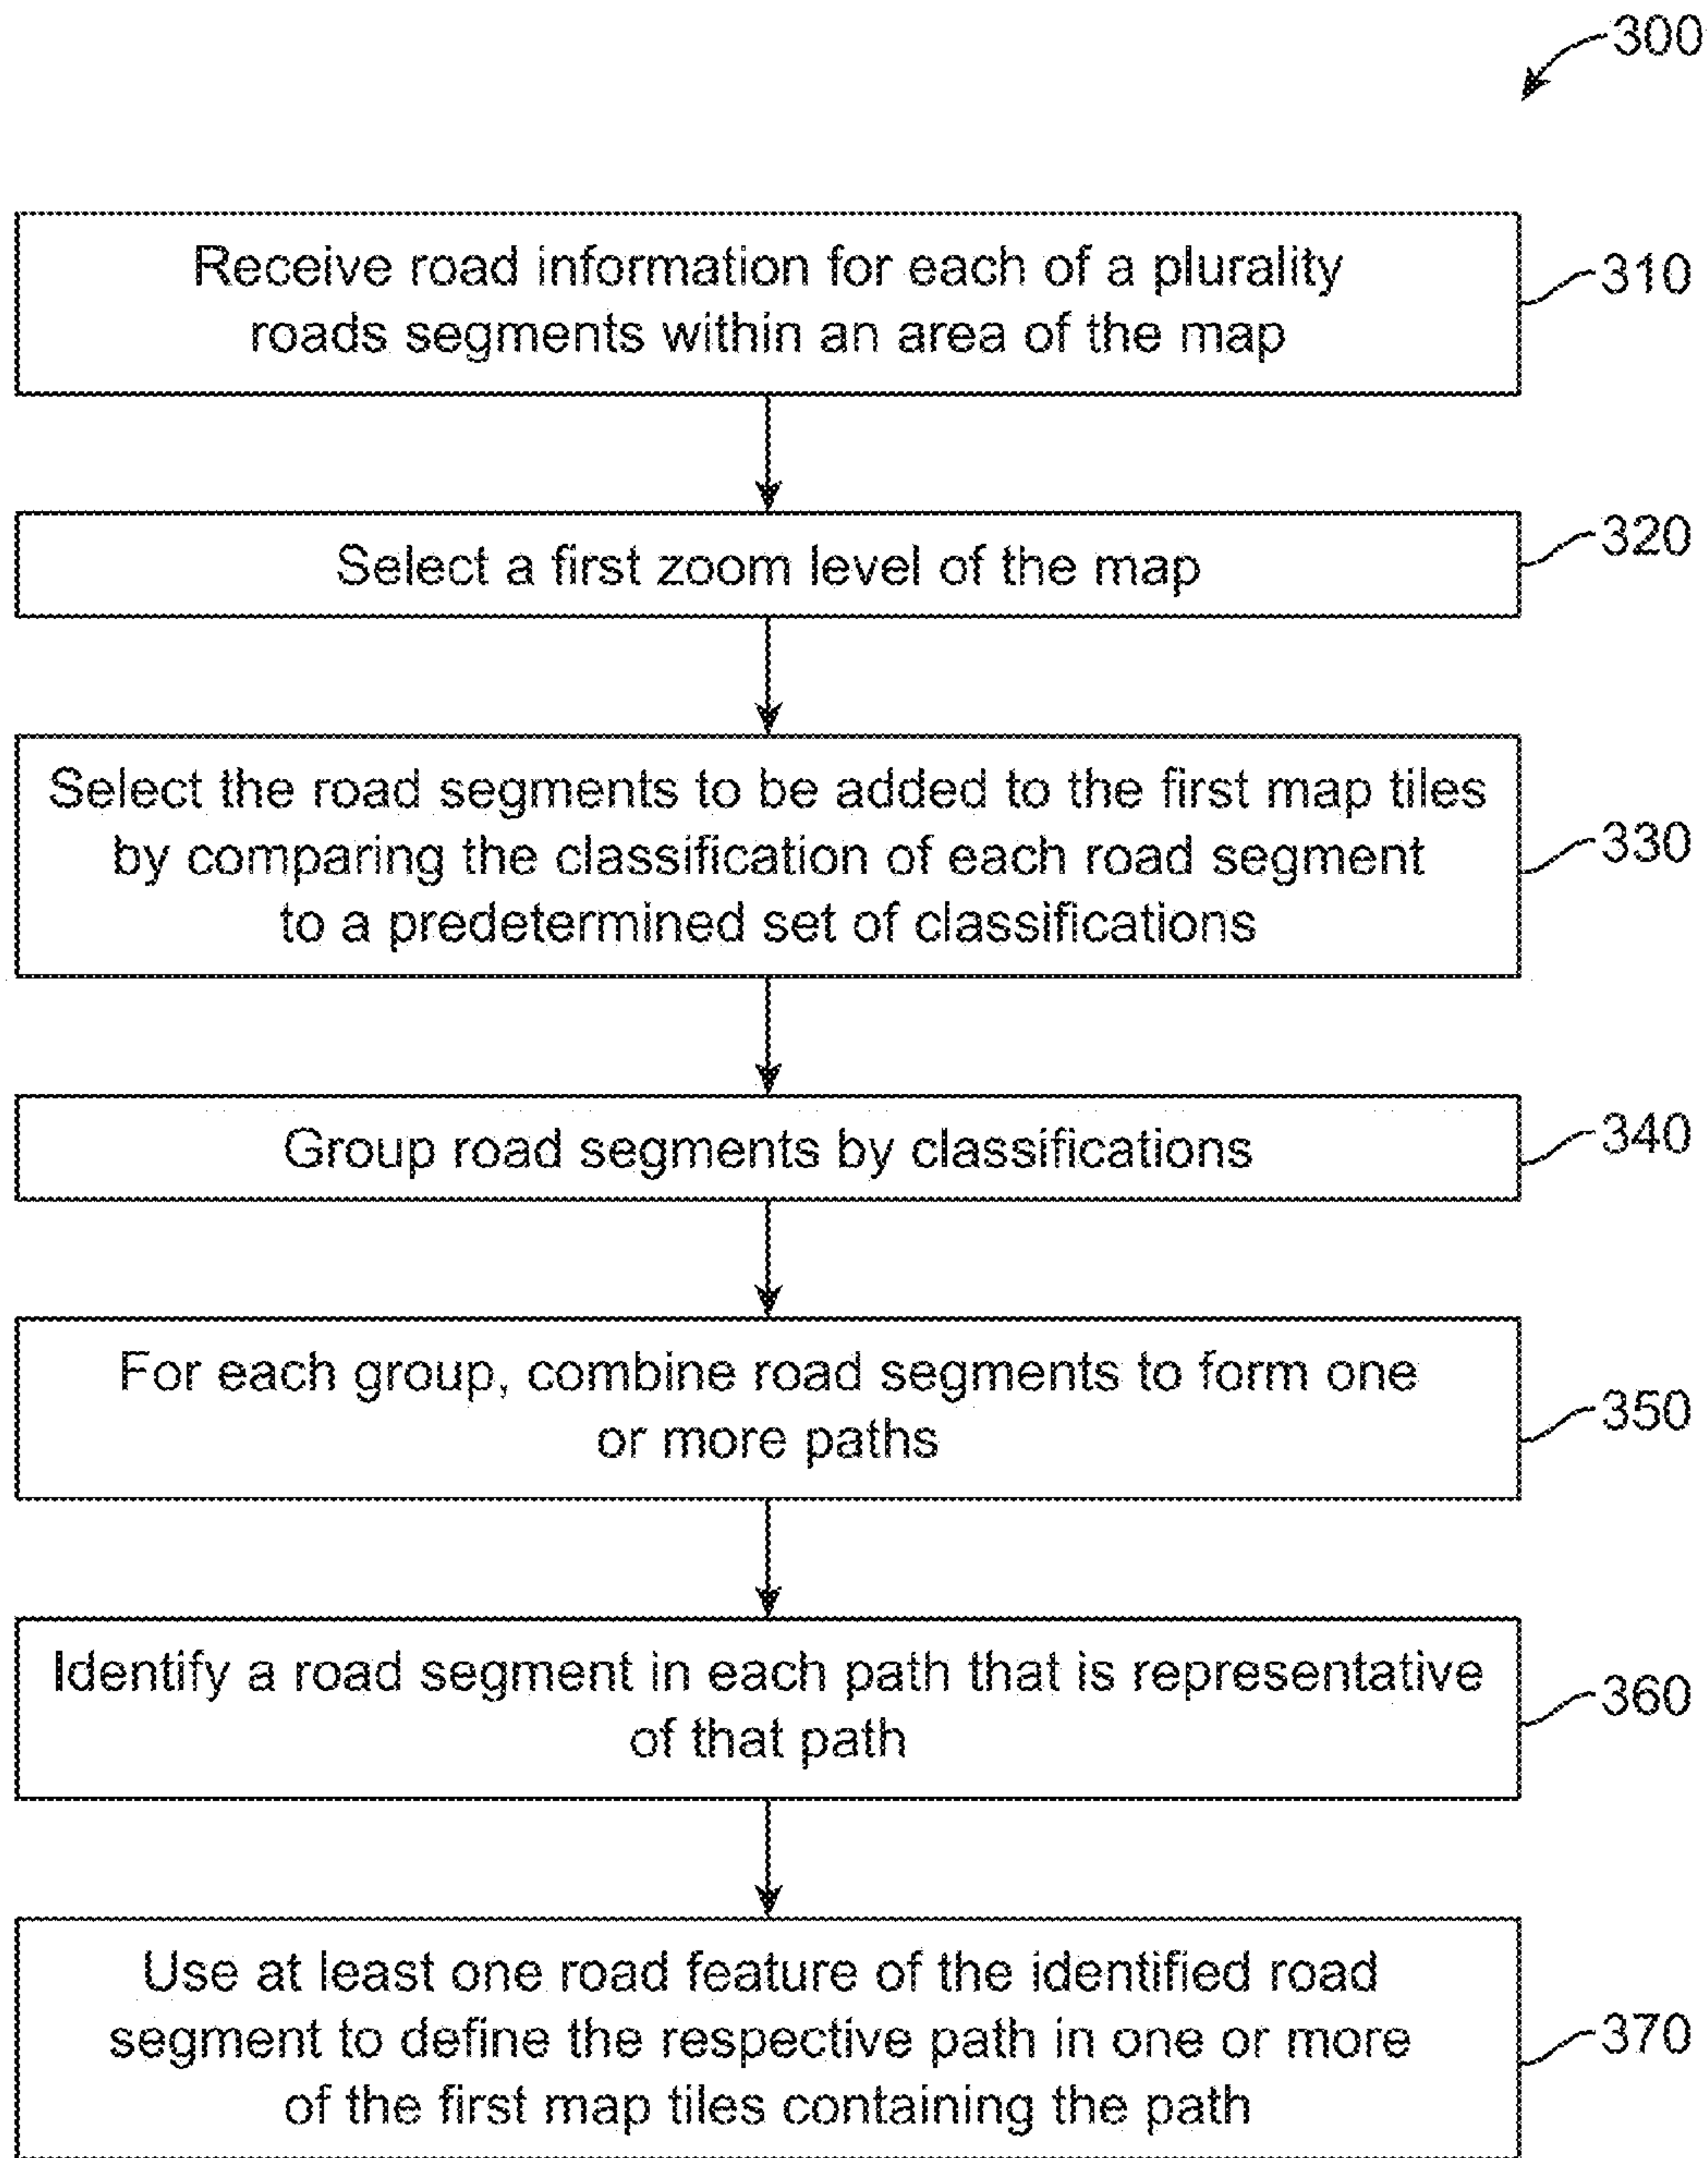 300
Receive road information for each of a plurality
roads segments within an area of the map
310
Select a first zoom level of the map
320
Select the road segments to be added to the first map tiles
by comparing the classification of each road segment
to a predetermined set of classifications
330
Group road segments by classifications
340
For each group, combine road segments to form one
or more paths
350
Identify a road segment in each path that is representative
of that path
360
Use at least one road feature of the identified road
segment to define the respective path in one or more
of the first map tiles containing the path
370